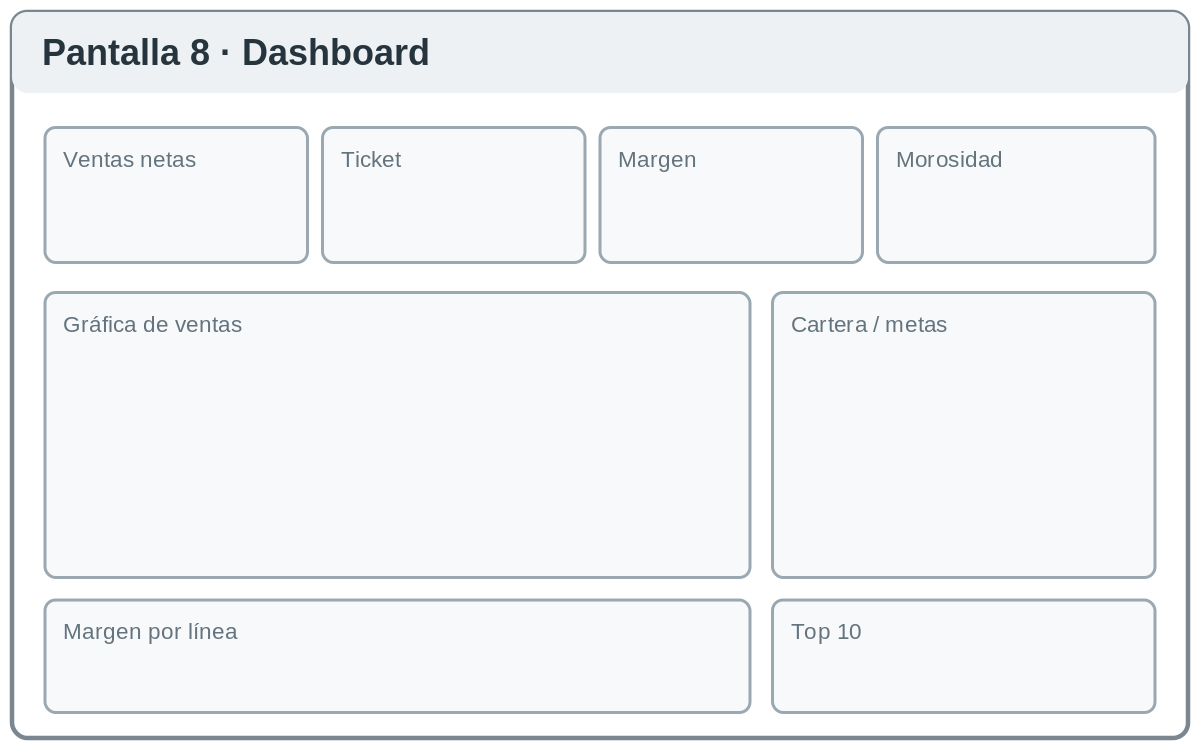 Pantalla 8 · Dashboard
Ventas netas
Ticket
Margen
Morosidad
Gráfica de ventas
Cartera / metas
Margen por línea
Top 10